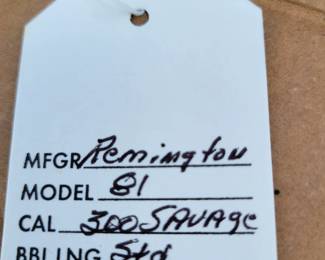 MFGR Remington
MODEL 81
CAL 300 SAVAGE
BBL LNG Std